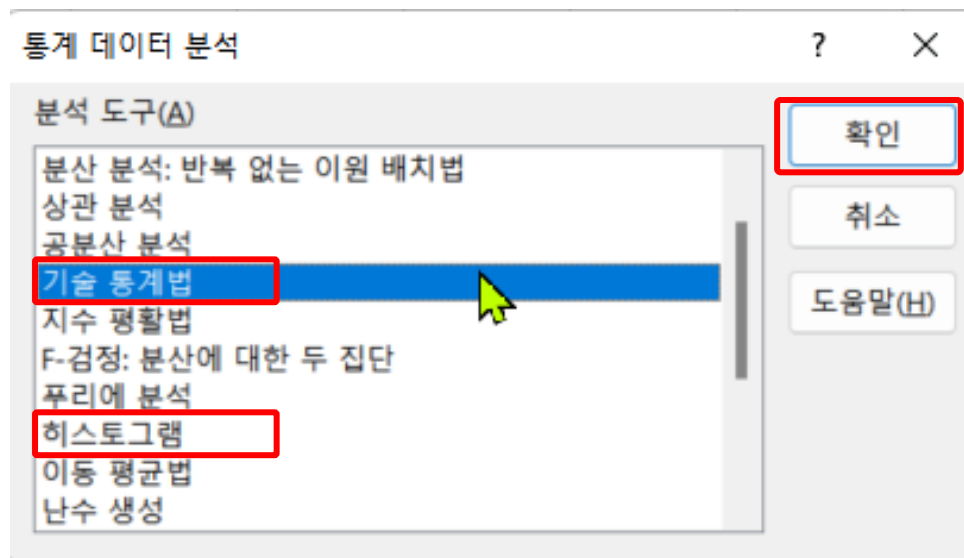 통계 데이터 분석 ?
분석 도구(A)
분산 분석: 반복 없는 이원 배치법
상관 분석
공분산 분석
기술 통계법
지수 평활법
F-검정: 분산에 대한 두 집단
푸리에 분석
히스토그램
이동 평균법
난수 생성
확인
취소
도움말(H)